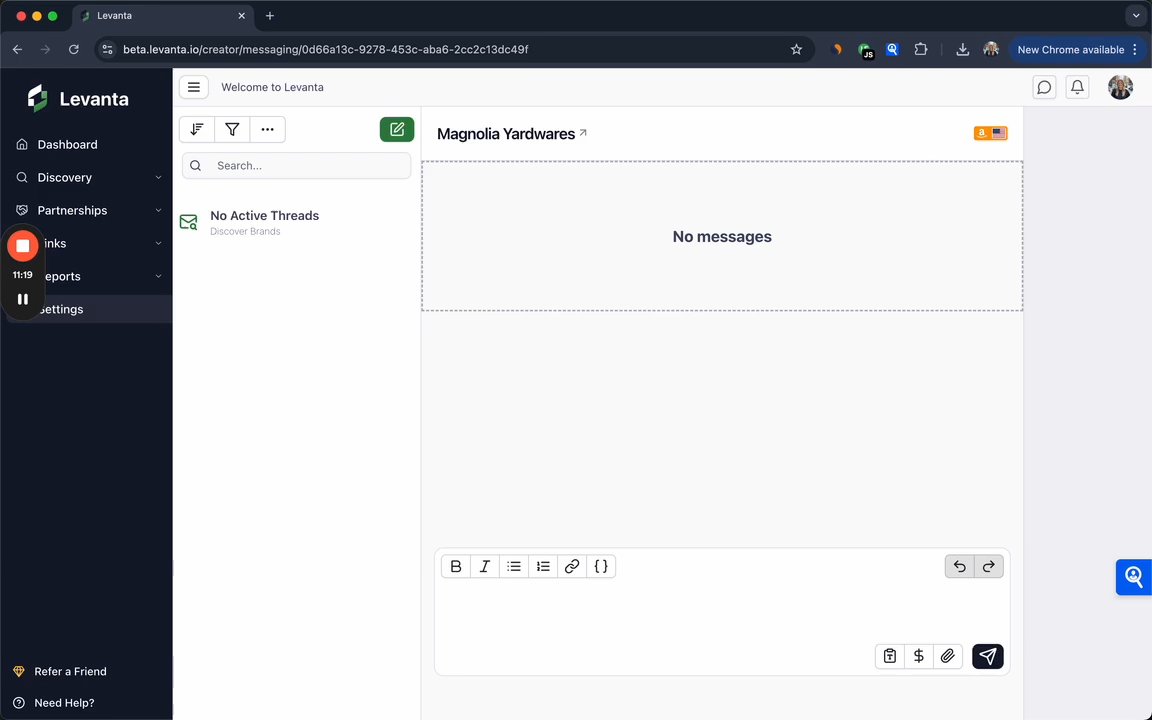 Levanta
beta.levanta.io/creator/messaging/0d66a13c-9278-453c-aba6-2cc2c13dc49f
JS
New Chrome available
Levanta
Welcome to Levanta
Dashboard
Discovery
Partnerships
inks
eports
ettings
11:19
Refer a Friend
Need Help?
Search...
No Active Threads
Discover Brands
Magnolia Yardwares
a
No messages
B I { }
$